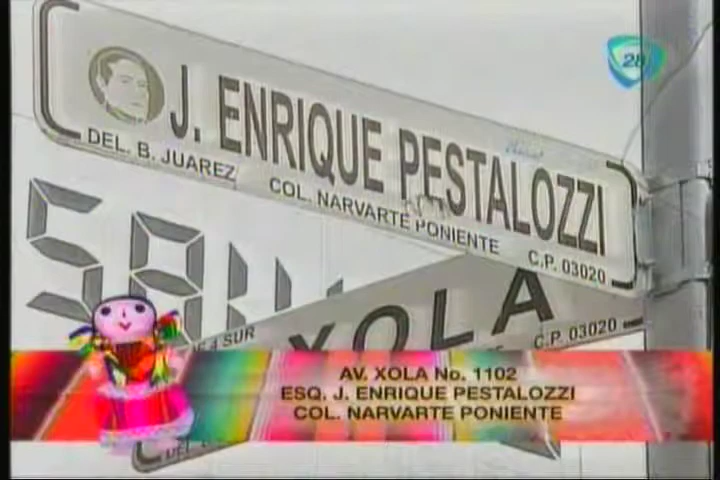 28
J. ENRIQUE PESTALOZZI
DEL. B. JUAREZ
COL. NARVARTE PONIENTE
C.P. 03020
SUR
XOLA
C.P. 03020
AV. XOLA No. 1102
ESQ. J. ENRIQUE PESTALOZZI
COL. NARVARTE PONIENTE